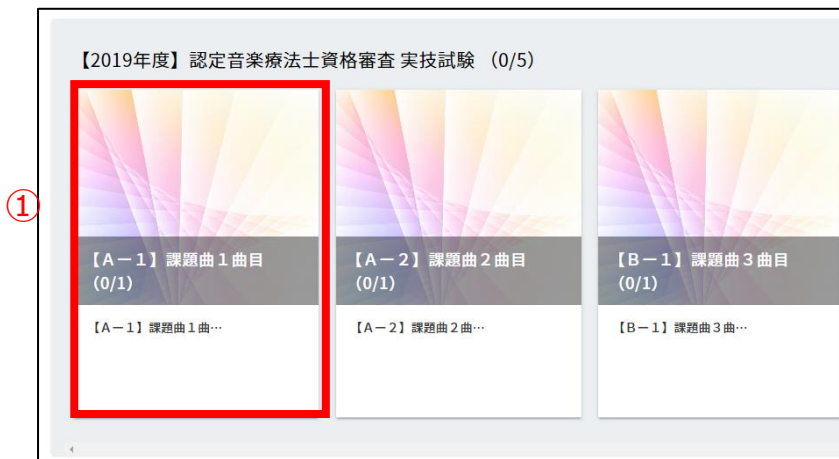 【2019年度】認定音楽療法士資格審査 実技試験 （0/5）
①
【A－1】課題曲1曲目
（0/1）
【A－1】課題曲1曲…
【A－2】課題曲2曲目
（0/1）
【A－2】課題曲2曲…
【B－1】課題曲3曲目
（0/1）
【B－1】課題曲3曲…